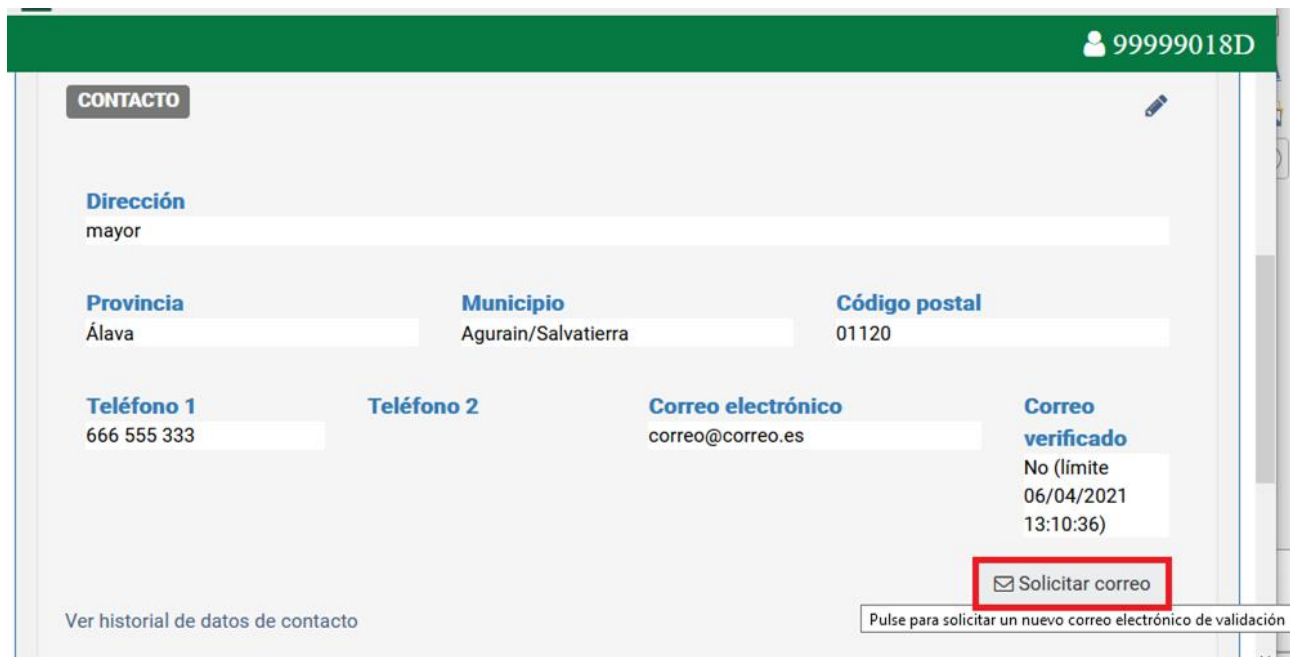 99999018D
CONTACTO
Dirección
mayor
Provincia
Municipio
Código postal
Álava
Agurain/Salvatierra
01120
Teléfono 1
Teléfono 2
Correo electrónico
Correo
verificado
666 555 333
correo@correo.es
No (límite
06/04/2021
13:10:36)
Solicitar correo
Ver historial de datos de contacto
Pulse para solicitar un nuevo correo electrónico de validación